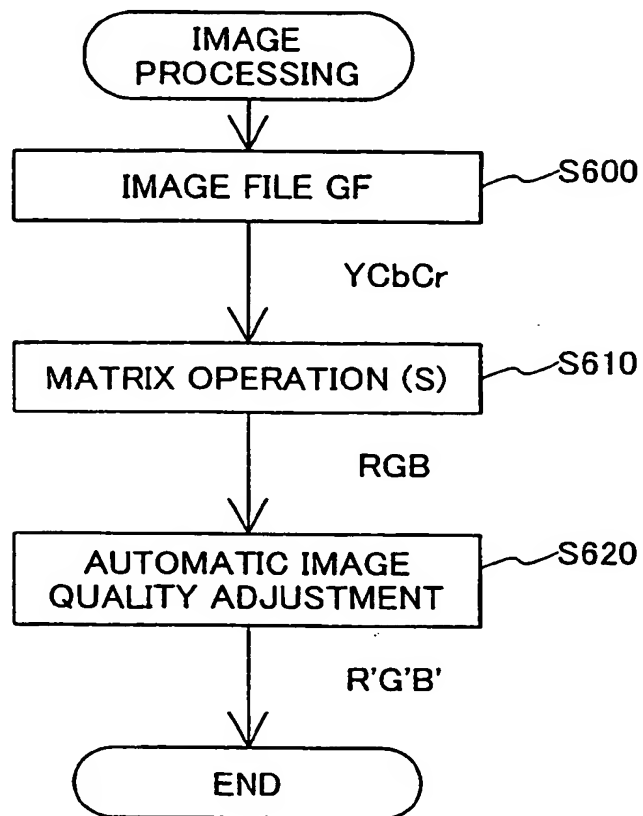 IMAGE
PROCESSING
IMAGE FILE GF
S600
YCbCr
MATRIX OPERATION (S)
S610
RGB
AUTOMATIC IMAGE
QUALITY ADJUSTMENT
S620
R'G'B'
END